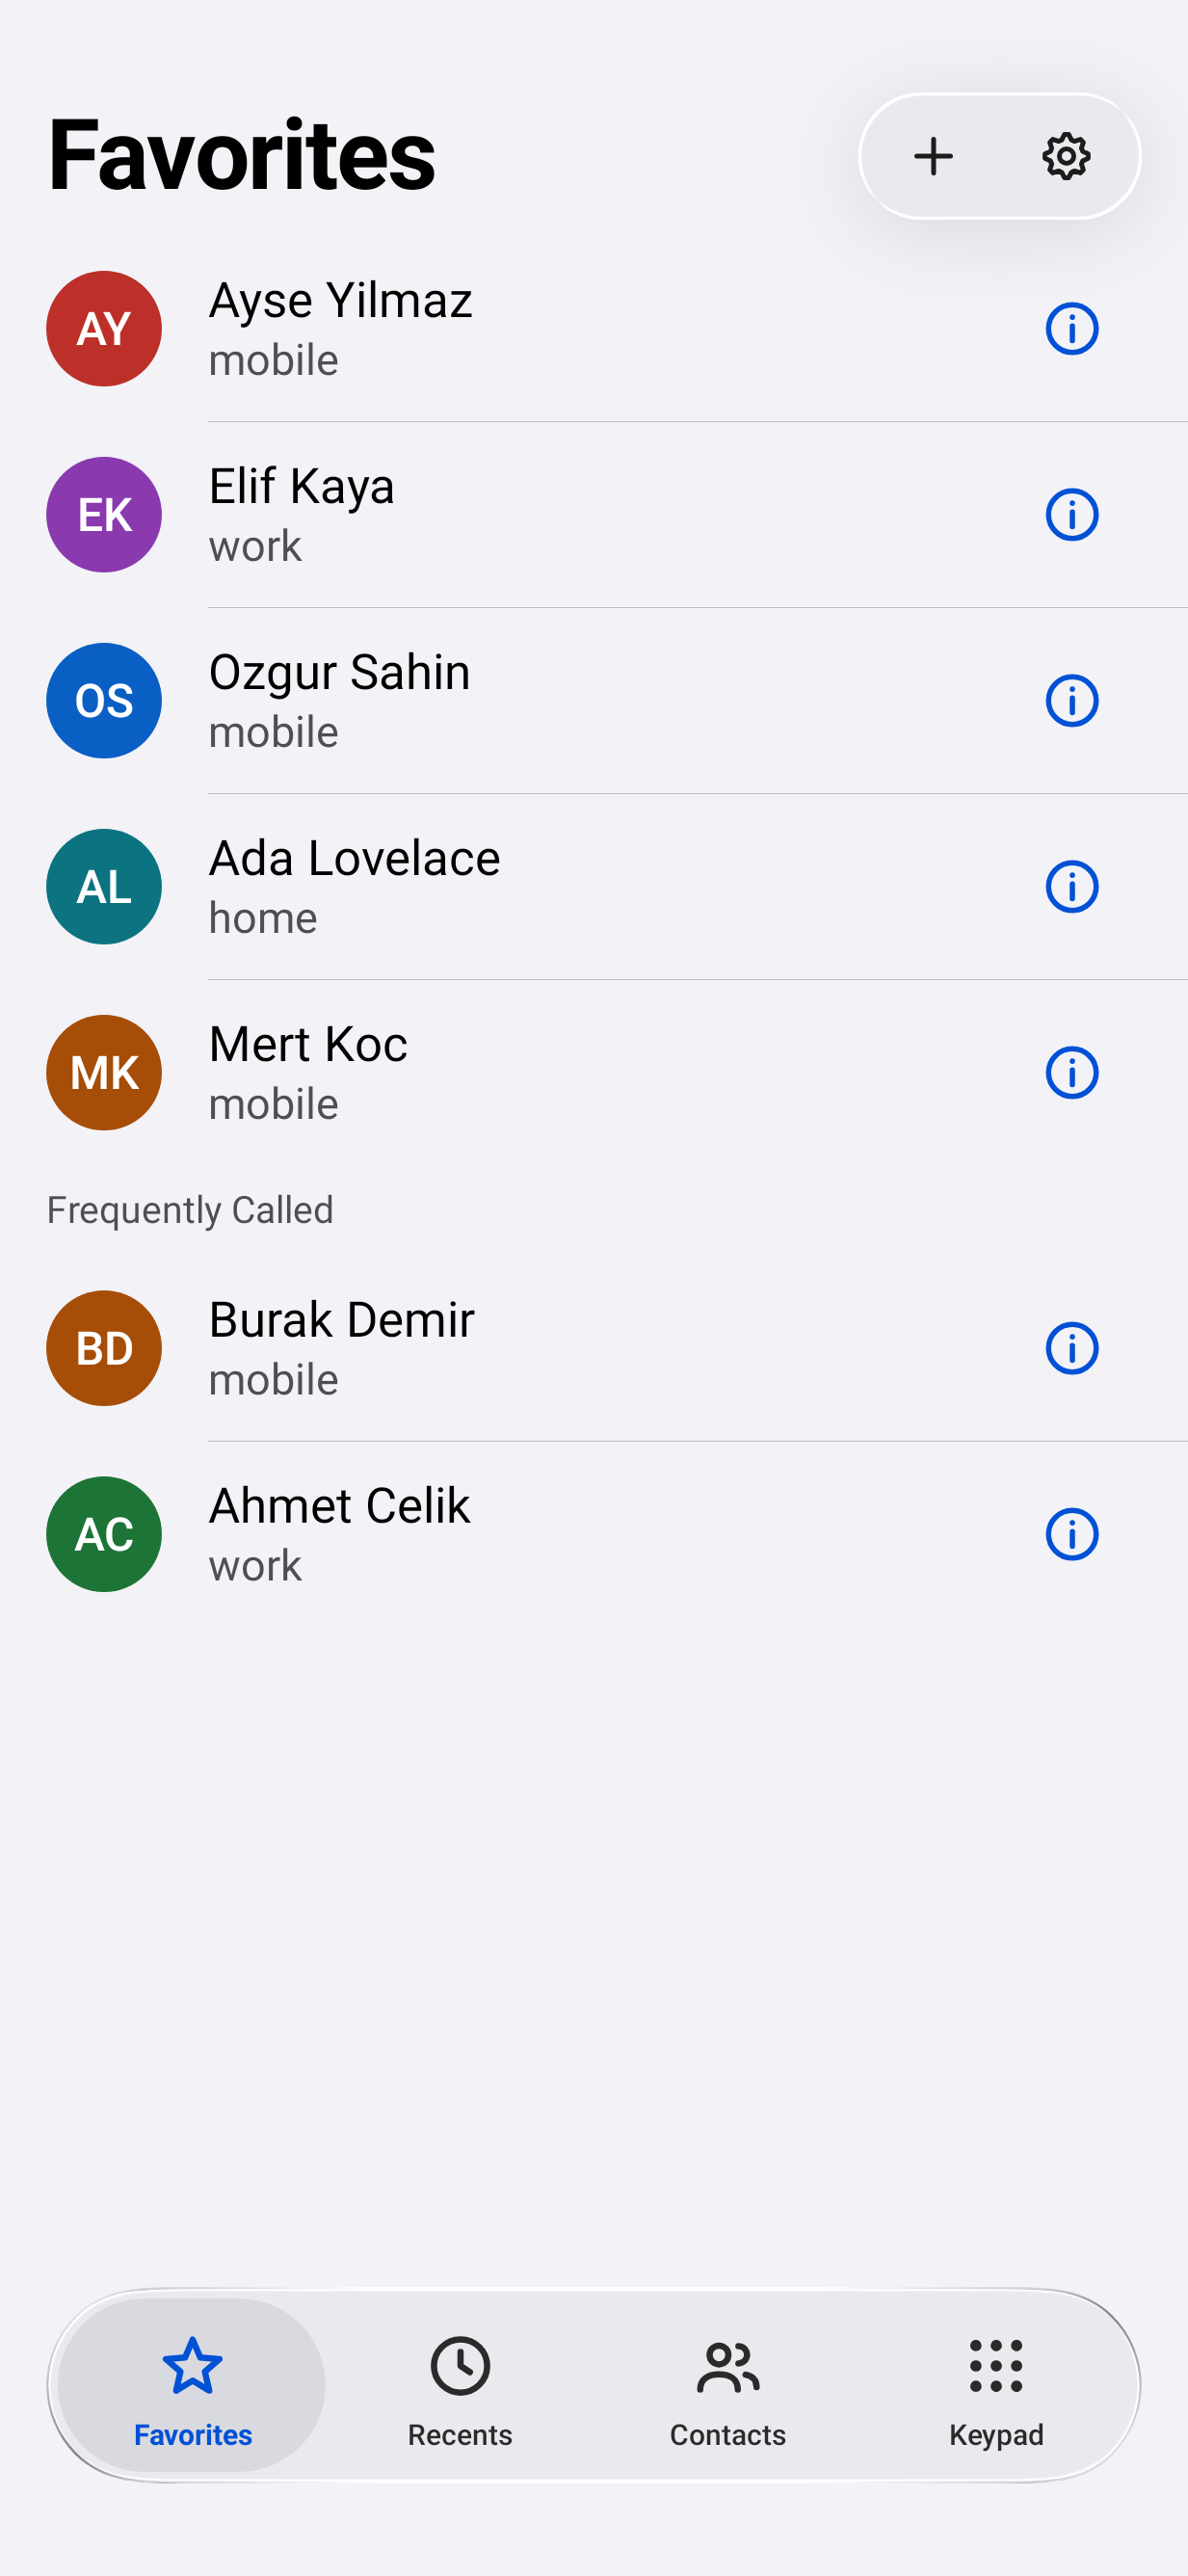 Favorites
AY
Ayse Yilmaz
mobile
EK
Elif Kaya
work
OS
Ozgur Sahin
mobile
AL
Ada Lovelace
home
MK
Mert Koc
mobile
Frequently Called
BD
Burak Demir
mobile
AC
Ahmet Celik
work
Favorites
Recents
Contacts
Keypad